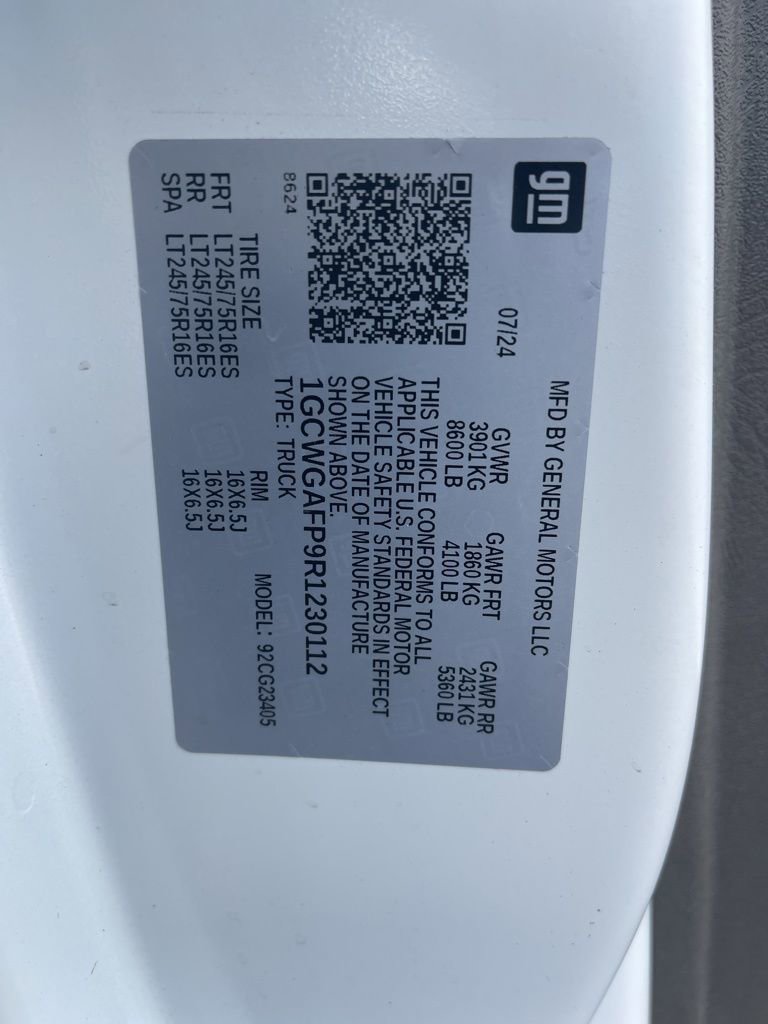 gm
MFD BY GENERAL MOTORS LLC
07/24
GVWR GAWR FRT GAWR RR
3901 KG 1860 KG 2431 KG
8600 LB 4100 LB 5360 LB
THIS VEHICLE CONFORMS TO ALL
APPLICABLE U.S. FEDERAL MOTOR
VEHICLE SAFETY STANDARDS IN EFFECT
ON THE DATE OF MANUFACTURE
SHOWN ABOVE.
1GCWGAFP9R1230112
TYPE: TRUCK
MODEL: 92CG23405
8624
TIRE SIZE RIM
FRT LT245/75R16ES 16X6.5J
RR LT245/75R16ES 16X6.5J
SPA LT245/75R16ES 16X6.5J